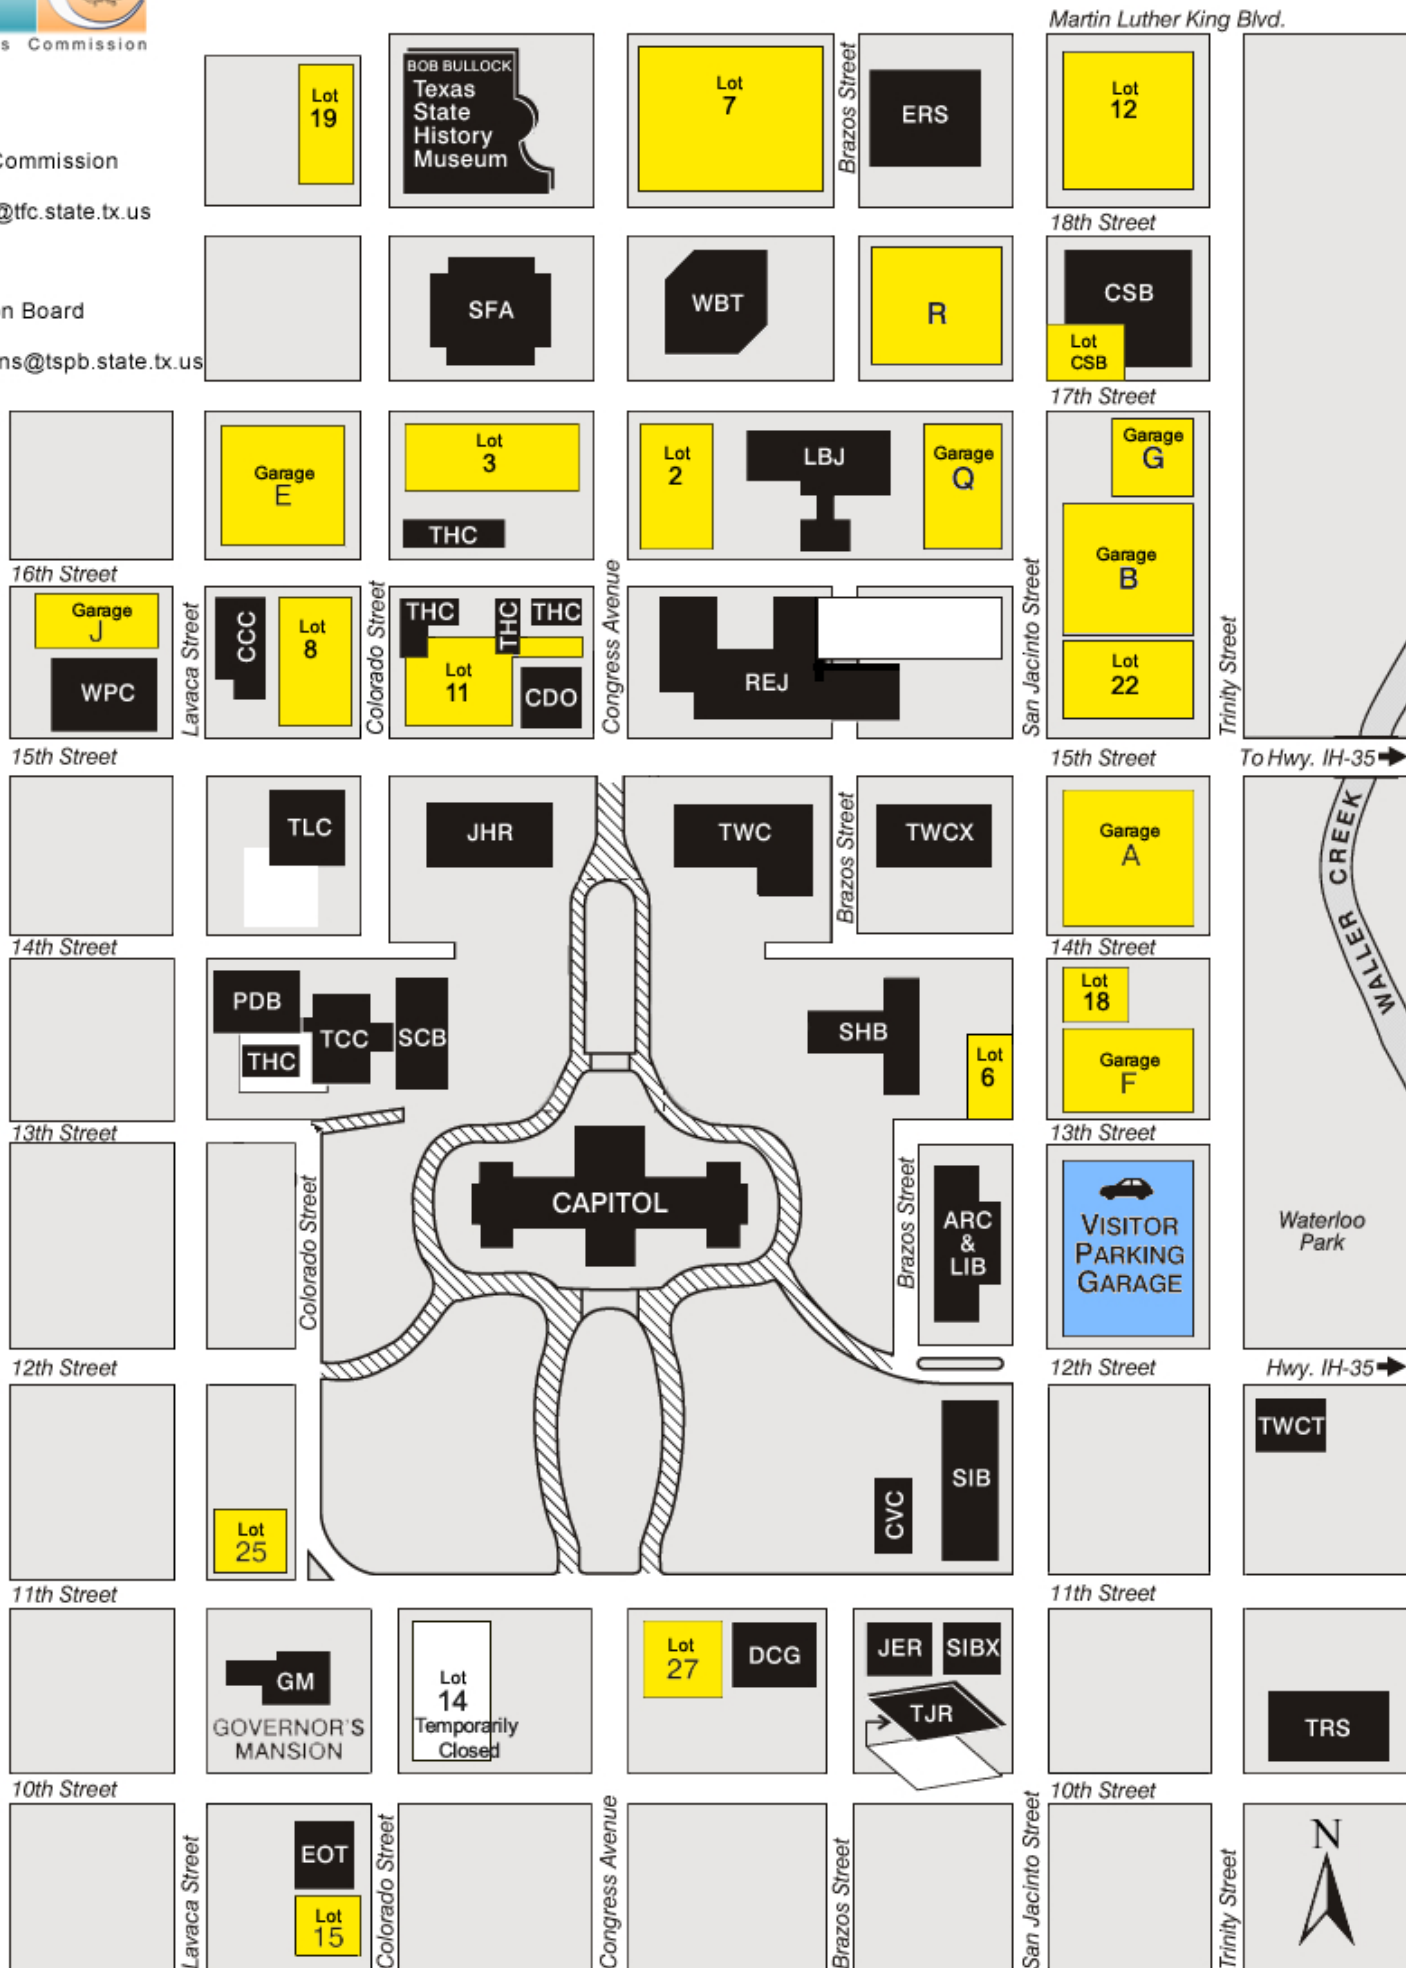 s Commission
Martin Luther King Blvd.
Commission
@tfc.state.tx.us
n Board
ns@tspb.state.tx.us
Lot
19
BOB BULLOCK
Texas
State
History
Museum
Lot
7
Brazos Street
ERS
Lot
12
18th Street
SFA
WBT
R
CSB
Lot
CSB
17th Street
Garage
E
Lot
3
THC
Lot
2
LBJ
Garage
Q
Garage
G
Garage
B
16th Street
Garage
J
WPC
Lavaca Street
CCC
Lot
8
Colorado Street
THC
THC
THC
Lot
11
CDO
Congress Avenue
REJ
San Jacinto Street
Lot
22
Trinity Street
15th Street
15th Street
To Hwy. IH-35
TLC
JHR
TWC
Brazos Street
TWCX
Garage
A
WALLER CREEK
14th Street
14th Street
PDB
THC
TCC
SCB
SHB
Lot
6
Lot
18
Garage
F
13th Street
13th Street
Colorado Street
CAPITOL
Brazos Street
ARC
&
LIB
VISITOR
PARKING
GARAGE
Waterloo
Park
12th Street
12th Street
Hwy. IH-35
TWCT
Lot
25
CVC
SIB
11th Street
11th Street
GM
GOVERNOR'S
MANSION
Lot
14
Temporarily
Closed
Lot
27
DCG
JER
SIBX
TJR
TRS
10th Street
10th Street
Lavaca Street
EOT
Lot
15
Colorado Street
Congress Avenue
Brazos Street
San Jacinto Street
Trinity Street
N